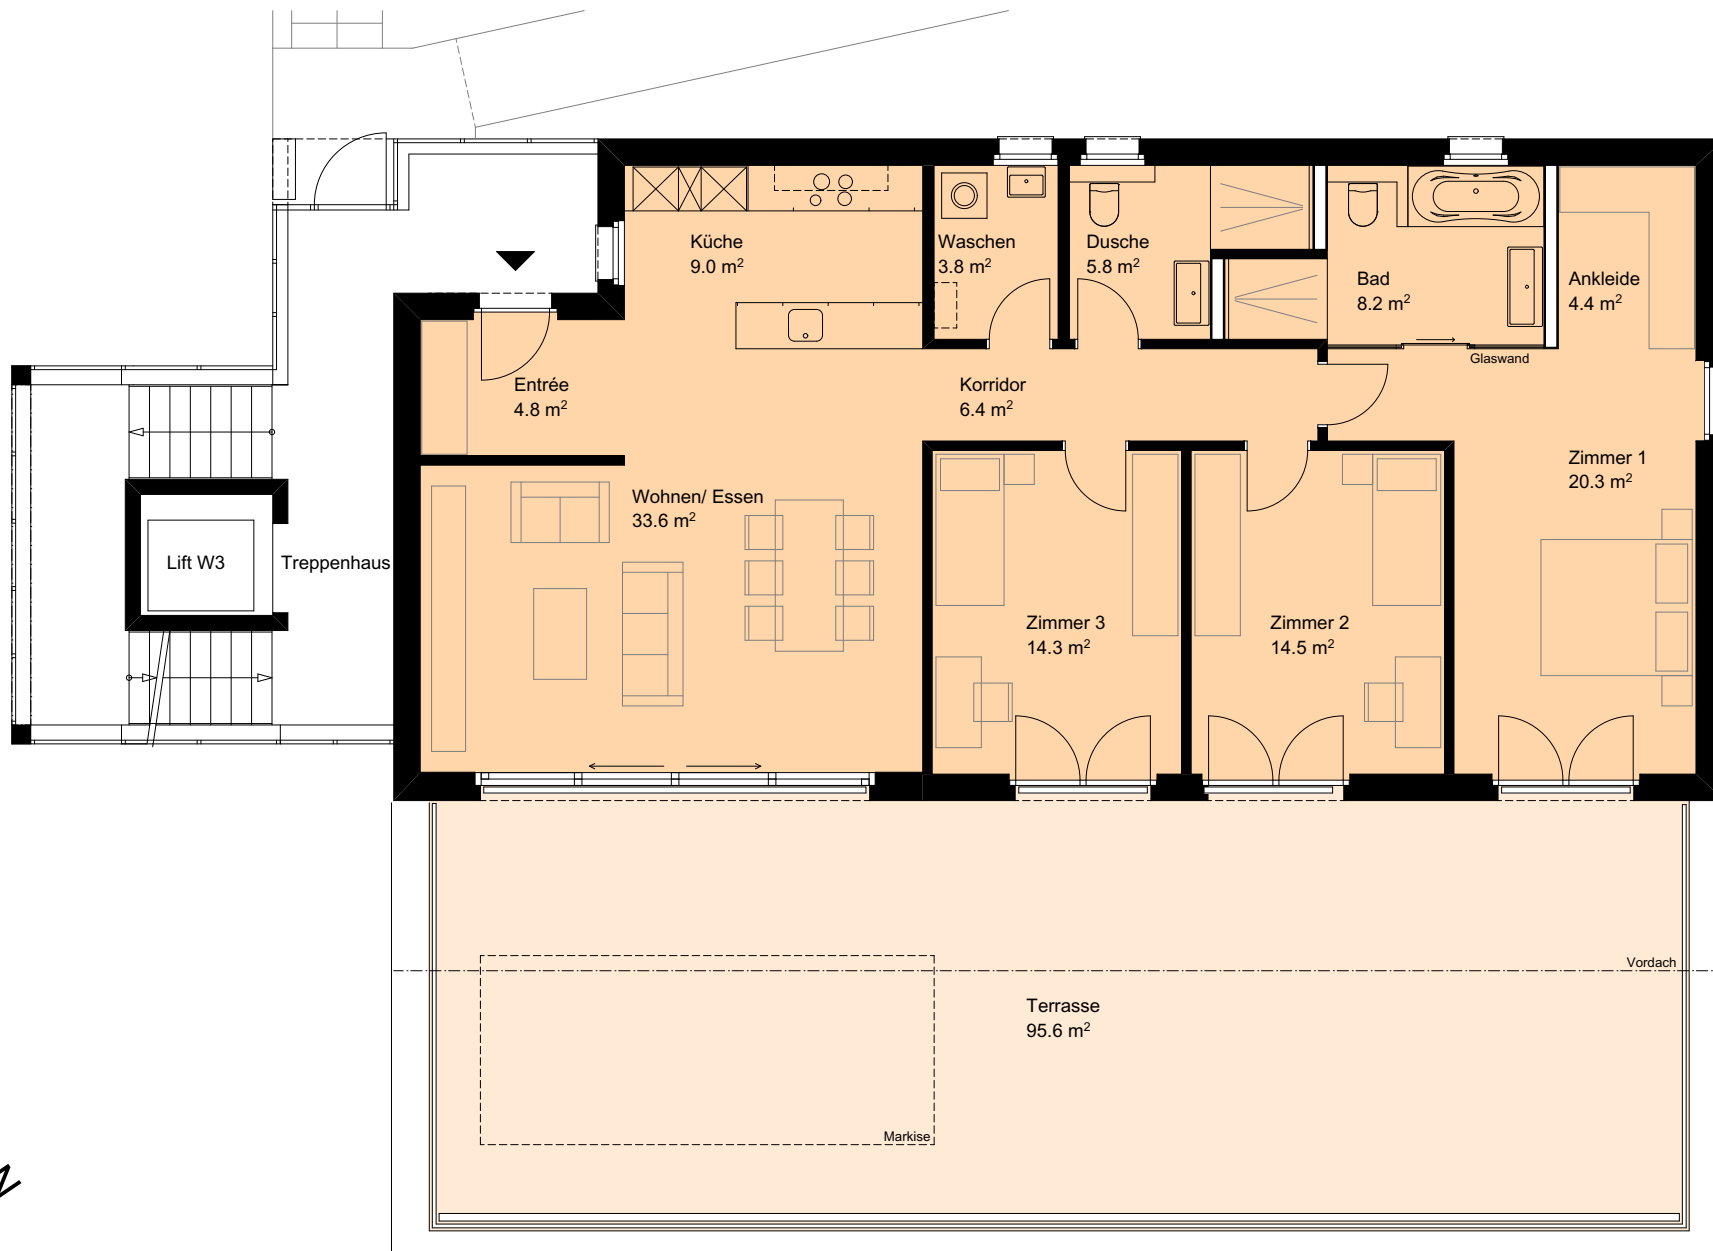 Küche
9.0 m²
Waschen
3.8 m²
Dusche
5.8 m²
Bad
8.2 m²
Ankleide
4.4 m²
Glaswand
Entrée
4.8 m²
Korridor
6.4 m²
Zimmer 1
20.3 m²
Wohnen/ Essen
33.6 m²
Lift W3
Treppenhaus
Zimmer 3
14.3 m²
Zimmer 2
14.5 m²
Vordach
Terrasse
95.6 m²
Markise
N